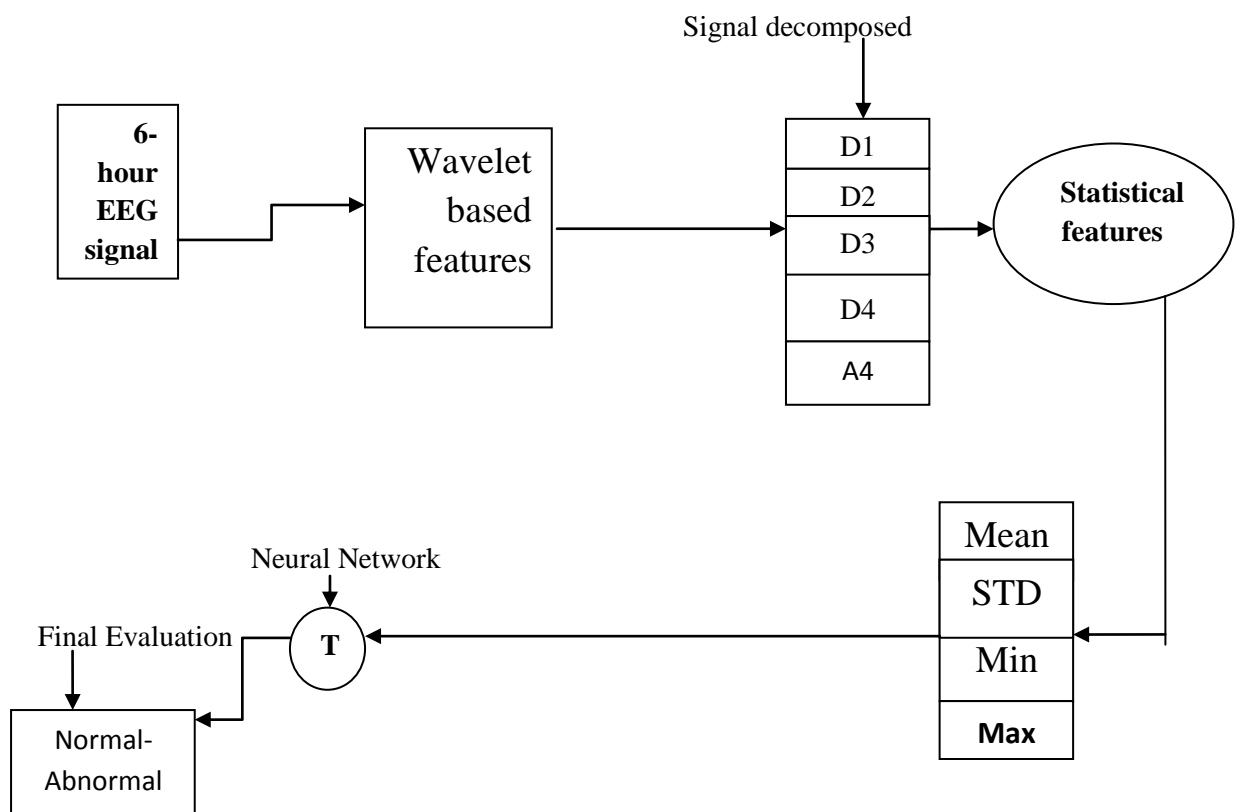 Signal decomposed
6-
hour
EEG
signal
Wavelet
based
features
D1
D2
D3
D4
A4
Statistical
features
Mean
STD
Min
Max
Neural Network
T
Final Evaluation
Normal-
Abnormal